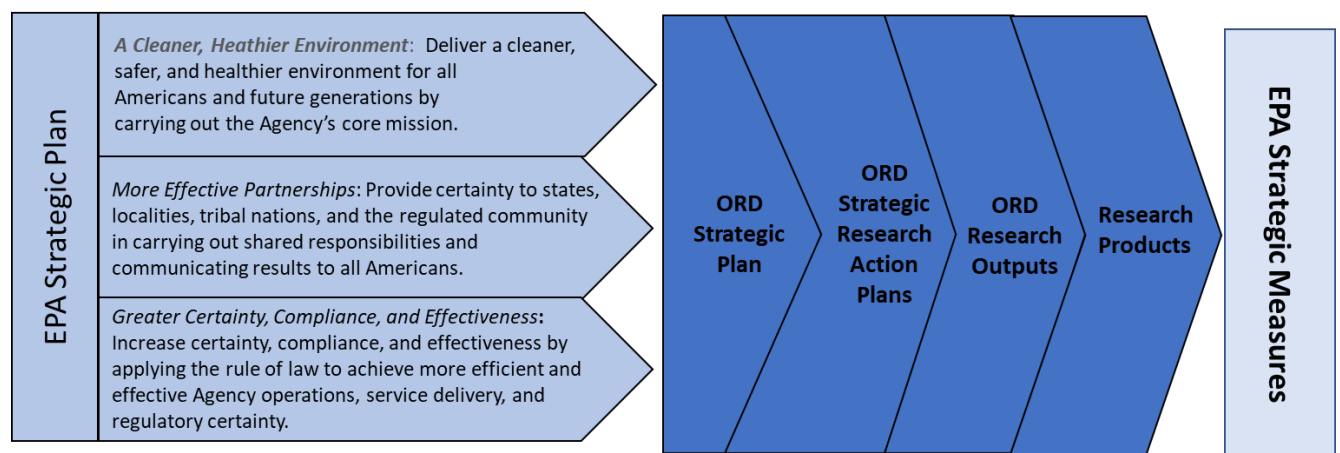 EPA Strategic Plan
A Cleaner, Heathier Environment: Deliver a cleaner,
safer, and healthier environment for all
Americans and future generations by
carrying out the Agency's core mission.
More Effective Partnerships: Provide certainty to states,
localities, tribal nations, and the regulated community
in carrying out shared responsibilities and
communicating results to all Americans.
Greater Certainty, Compliance, and Effectiveness:
Increase certainty, compliance, and effectiveness by
applying the rule of law to achieve more efficient and
effective Agency operations, service delivery, and
regulatory certainty.
ORD
Strategic
Plan
ORD
Strategic
Research
Action
Plans
ORD
Research
Outputs
Research
Products
EPA Strategic Measures